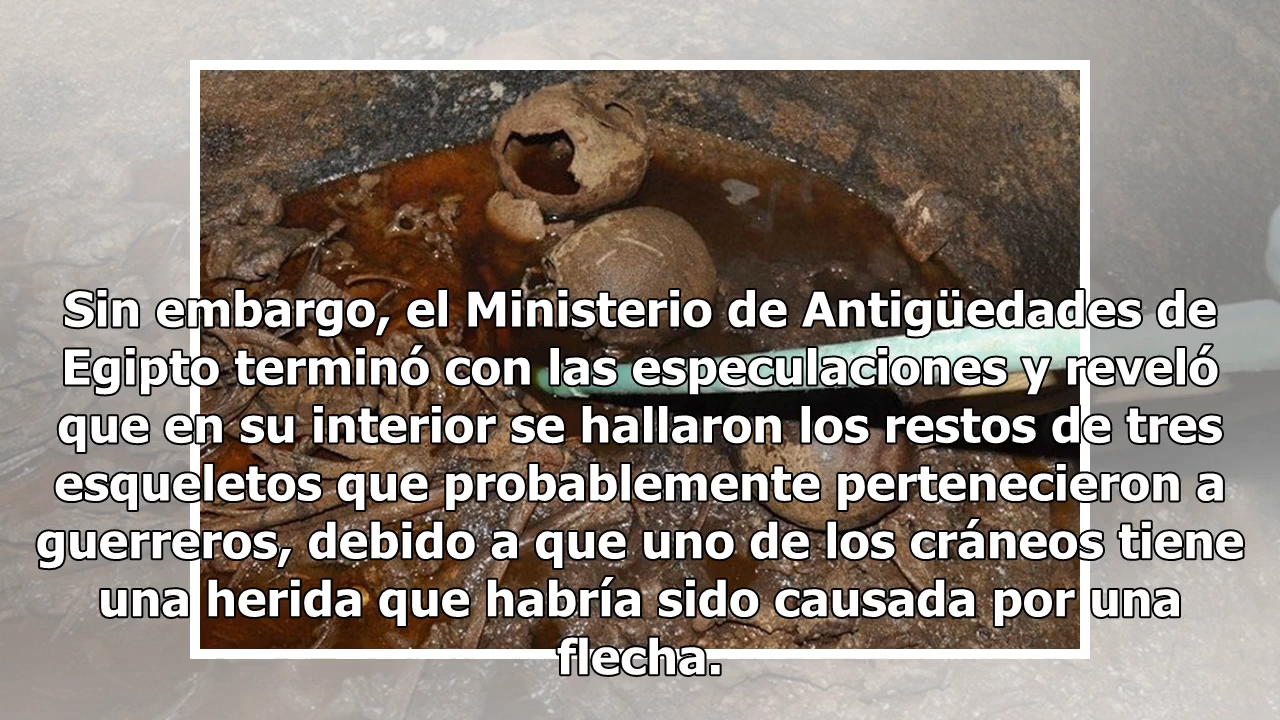 Sin embargo, el Ministerio de Antigüedades de
Egipto terminó con las especulaciones y reveló
que en su interior se hallaron los restos de tres
esqueletos que probablemente pertenecieron a
guerreros, debido a que uno de los cráneos tiene
una herida que habría sido causada por una
flecha.